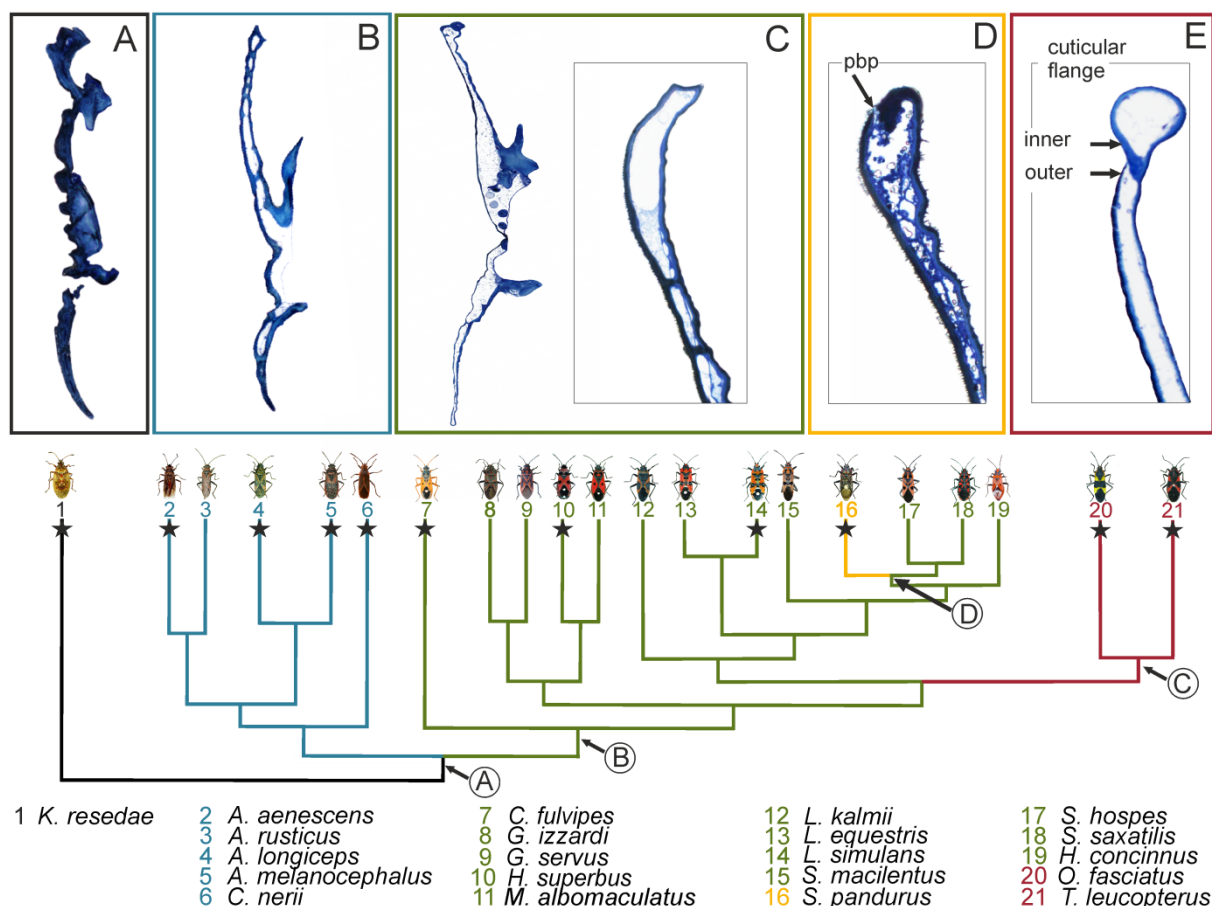 A
B
C
D
E
pbp
cuticular
flange
inner
outer
1
2
3
4
5
6
7
8
9
10
11
12
13
14
15
16
17
18
19
20
21
D
C
B
A
1 K. resedae
2 A. aenescens
3 A. rusticus
4 A. longiceps
5 A. melanocephalus
6 C. nerii
7 C. fulvipes
8 G. izzardi
9 G. servus
10 H. superbus
11 M. albomaculatus
12 L. kalmii
13 L. equestris
14 L. simulans
15 S. macilentus
16 S. pandurus
17 S. hospes
18 S. saxatilis
19 H. concinnus
20 O. fasciatus
21 T. leucopterus